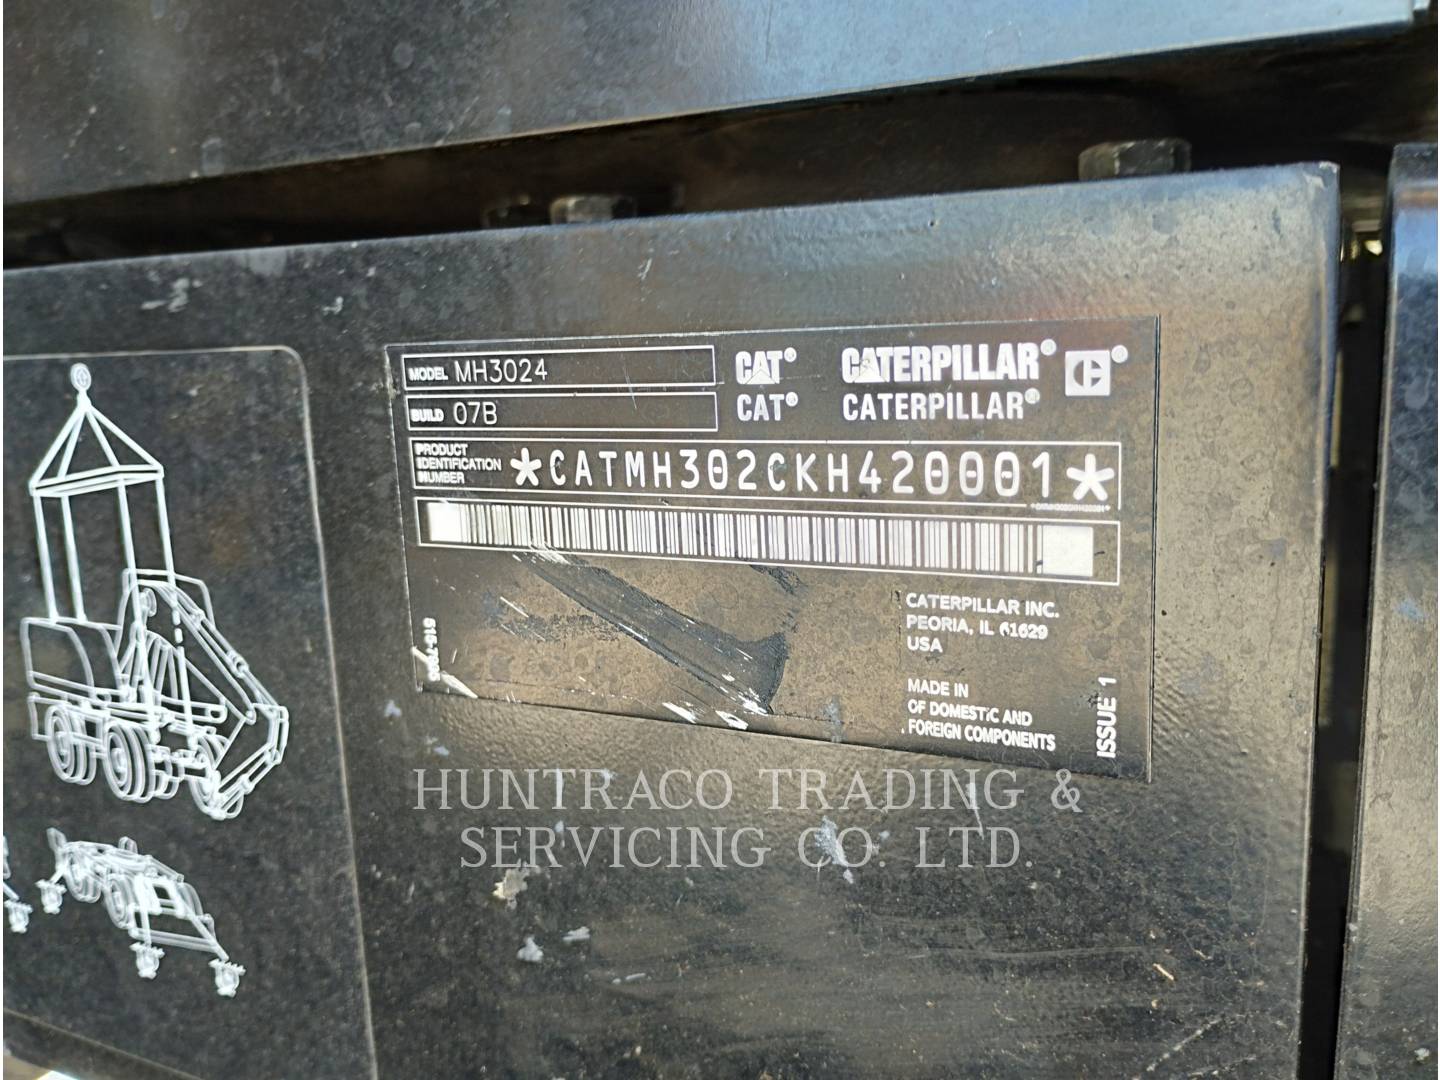 MODEL MH3024
BUILD 07B
CAT® CATERPILLAR® C®
CAT® CATERPILLAR®
PRODUCT
IDENTIFICATION
NUMBER
*CATMH302CKH420001*
CATERPILLAR INC.
PEORIA, IL 61629
USA
MADE IN
OF DOMESTIC AND
FOREIGN COMPONENTS
ISSUE 1
HUNTRACO TRADING &
SERVICING CO. LTD.